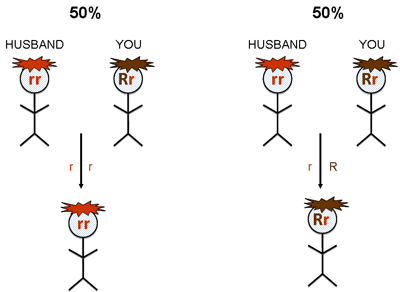 50% 50%
HUSBAND YOU HUSBAND YOU
rr Rr rr Rr
r r r R
rr Rr